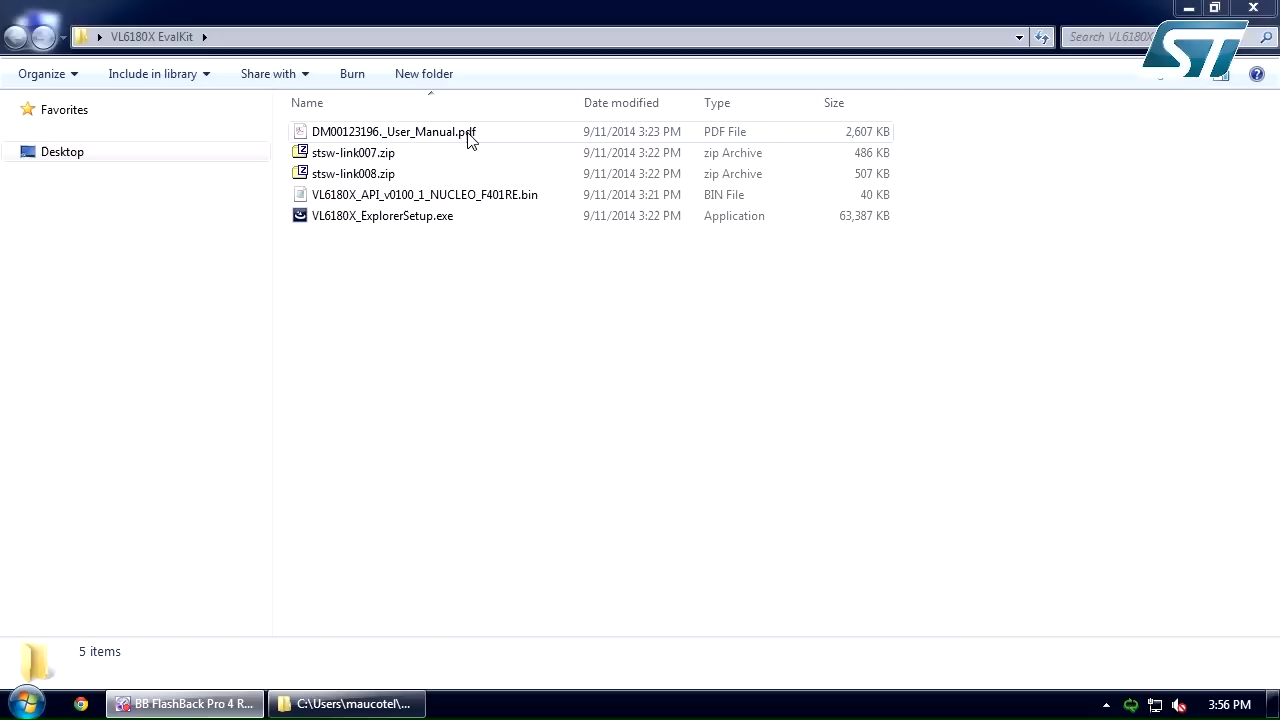 VL6180X EvalKit
Search VL6180X
ST
Organize
Include in library
Share with
Burn
New folder
Name
Date modified
Type
Size
Favorites
Desktop
DM00123196._User_Manual.pdf 9/11/2014 3:23 PM PDF File 2,607 KB
stsw-link007.zip 9/11/2014 3:22 PM zip Archive 486 KB
stsw-link008.zip 9/11/2014 3:22 PM zip Archive 507 KB
VL6180X_API_v0100_1_NUCLEO_F401RE.bin 9/11/2014 3:21 PM BIN File 40 KB
VL6180X_ExplorerSetup.exe 9/11/2014 3:22 PM Application 63,387 KB
5 items
BB FlashBack Pro 4 R...
C:\Users\maucotel\...
3:56 PM